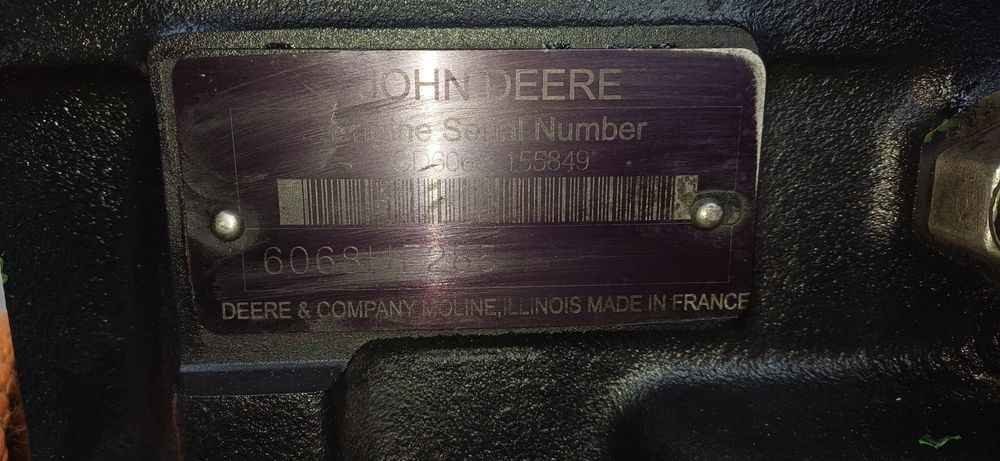 JOHN DEERE
Engine Serial Number
155849 *
DEERE & COMPANY MOLINE,ILLINOIS MADE IN FRANCE